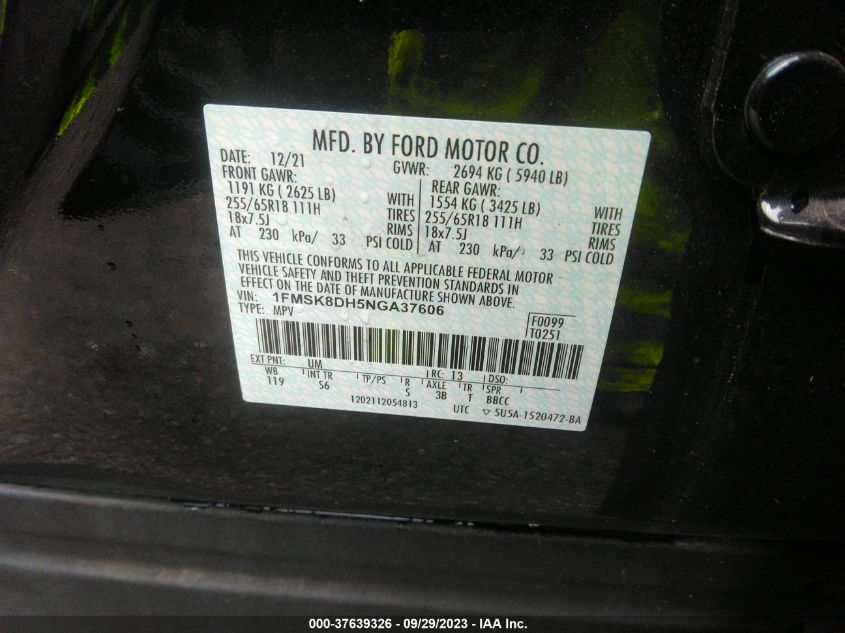 MFD. BY FORD MOTOR CO.
DATE: 12/21 GVWR: 2694 KG ( 5940 LB)
FRONT GAWR: REAR GAWR:
1191 KG ( 2625 LB) WITH 1554 KG ( 3425 LB) WITH
255/65R18 111H TIRES 255/65R18 111H TIRES
18x7.5J RIMS 18x7.5J RIMS
AT 230 kPa/ 33 PSI COLD AT 230 kPa/ 33 PSI COLD
THIS VEHICLE CONFORMS TO ALL APPLICABLE FEDERAL MOTOR
VEHICLE SAFETY AND THEFT PREVENTION STANDARDS IN
EFFECT ON THE DATE OF MANUFACTURE SHOWN ABOVE.
VIN: 1FMSK8DH5NGA37606
TYPE: MPV
F0099
T0251
EXT PNT: UM RC: 13 DSO:
WB INT TR TP/PS R AXLE TR SPR
119 S6 S 3B T BBCC
1202112054813 UTC ▽ 5U5A-1520472-BA
000-37639326 - 09/29/2023 - IAA Inc.